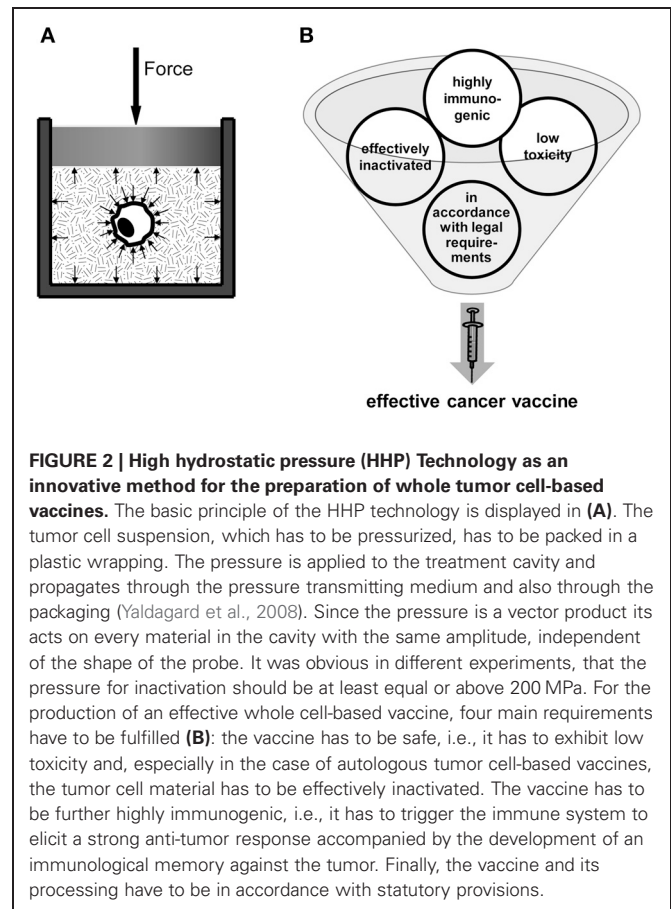 A
B
Force
highly
immuno-
genic
effectively
inactivated
low
toxicity
in
accordance
with legal
require-
ments
effective cancer vaccine
FIGURE 2 | High hydrostatic pressure (HHP) Technology as an
innovative method for the preparation of whole tumor cell-based
vaccines. The basic principle of the HHP technology is displayed in (A). The
tumor cell suspension, which has to be pressurized, has to be packed in a
plastic wrapping. The pressure is applied to the treatment cavity and
propagates through the pressure transmitting medium and also through the
packaging (Yaldagard et al., 2008). Since the pressure is a vector product its
acts on every material in the cavity with the same amplitude, independent
of the shape of the probe. It was obvious in different experiments, that the
pressure for inactivation should be at least equal or above 200 MPa. For the
production of an effective whole cell-based vaccine, four main requirements
have to be fulfilled (B): the vaccine has to be safe, i.e., it has to exhibit low
toxicity and, especially in the case of autologous tumor cell-based vaccines,
the tumor cell material has to be effectively inactivated. The vaccine has to
be further highly immunogenic, i.e., it has to trigger the immune system to
elicit a strong anti-tumor response accompanied by the development of an
immunological memory against the tumor. Finally, the vaccine and its
processing have to be in accordance with statutory provisions.